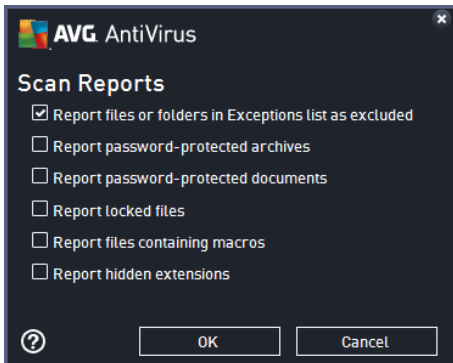 AVG. AntiVirus
Scan Reports
Report files or folders in Exceptions list as excluded
Report password-protected archives
Report password-protected documents
Report locked files
Report files containing macros
Report hidden extensions
?
OK
Cancel